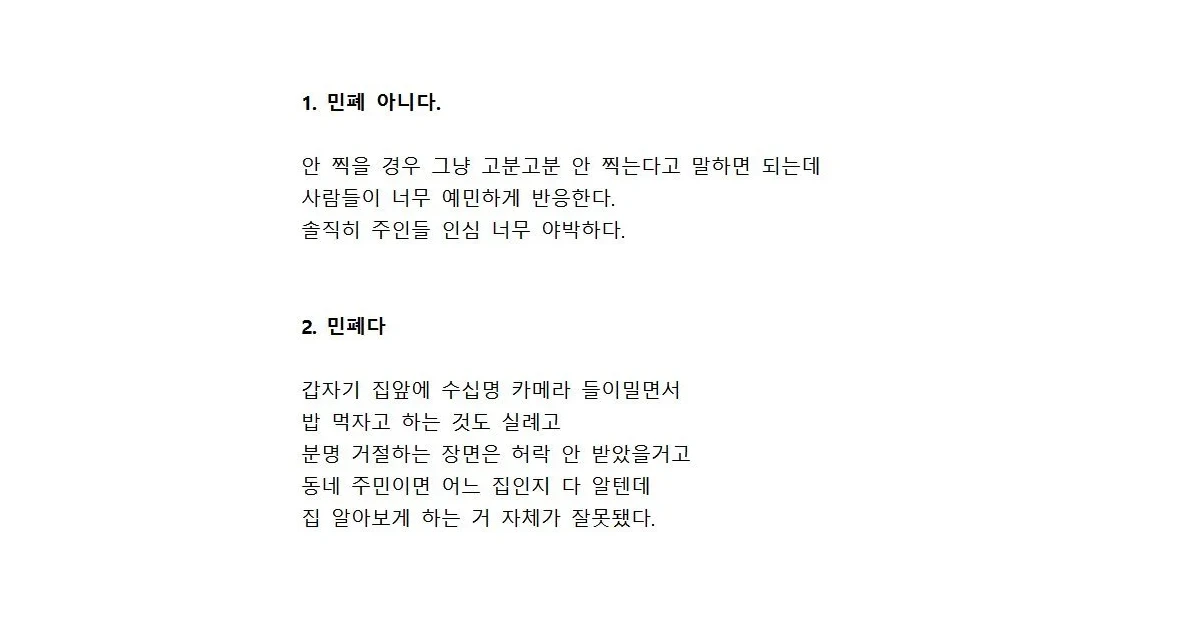 1. 민폐 아니다.
안 찍을 경우 그냥 고분고분 안 찍는다고 말하면 되는데
사람들이 너무 예민하게 반응한다.
솔직히 주인들 인심 너무 야박하다.
2. 민폐다
갑자기 집앞에 수십명 카메라 들이밀면서
밥 먹자고 하는 것도 실례고
분명 거절하는 장면은 허락 안 받았을거고
동네 주민이면 어느 집인지 다 알텐데
집 알아보게 하는 거 자체가 잘못됐다.